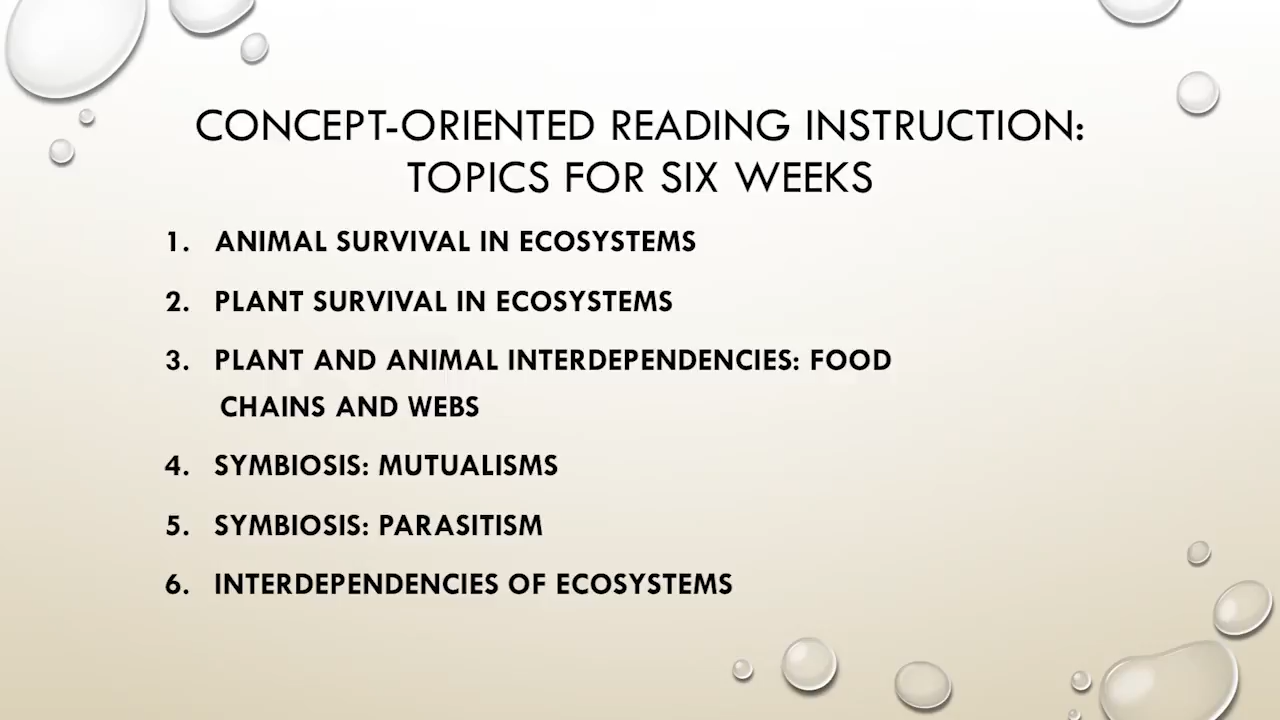 CONCEPT-ORIENTED READING INSTRUCTION:
TOPICS FOR SIX WEEKS
1. ANIMAL SURVIVAL IN ECOSYSTEMS
2. PLANT SURVIVAL IN ECOSYSTEMS
3. PLANT AND ANIMAL INTERDEPENDENCIES: FOOD
CHAINS AND WEBS
4. SYMBIOSIS: MUTUALISMS
5. SYMBIOSIS: PARASITISM
6. INTERDEPENDENCIES OF ECOSYSTEMS